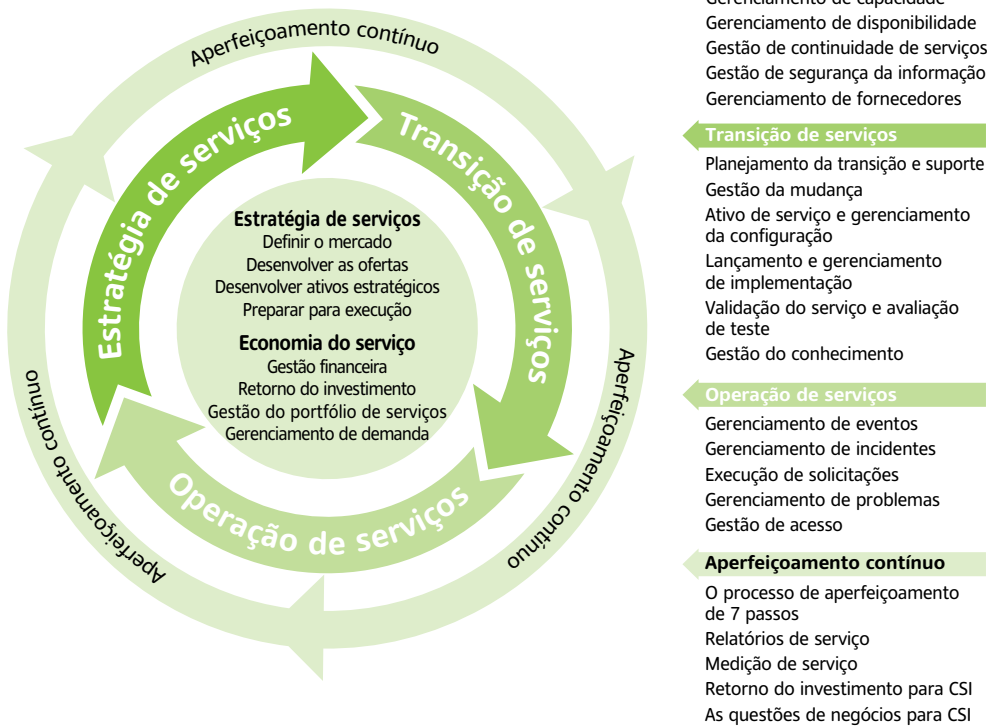 Aperfeiçoamento contínuo
Estratégia de serviços
Transição de serviços
Operação de serviços
Aperfeiçoamento contínuo
Aperfeiçoamento contínuo
Estratégia de serviços
Definir o mercado
Desenvolver as ofertas
Desenvolver ativos estratégicos
Preparar para execução
Economia do serviço
Gestão financeira
Retorno do investimento
Gestão do portfólio de serviços
Gerenciamento de demanda
Gerenciamento de capacidade
Gerenciamento de disponibilidade
Gestão de continuidade de serviços
Gestão de segurança da informação
Gerenciamento de fornecedores
Transição de serviços
Planejamento da transição e suporte
Gestão da mudança
Ativo de serviço e gerenciamento
da configuração
Lançamento e gerenciamento
de implementação
Validação do serviço e avaliação
de teste
Gestão do conhecimento
Operação de serviços
Gerenciamento de eventos
Gerenciamento de incidentes
Execução de solicitações
Gerenciamento de problemas
Gestão de acesso
Aperfeiçoamento contínuo
O processo de aperfeiçoamento
de 7 passos
Relatórios de serviço
Medição de serviço
Retorno do investimento para CSI
As questões de negócios para CSI